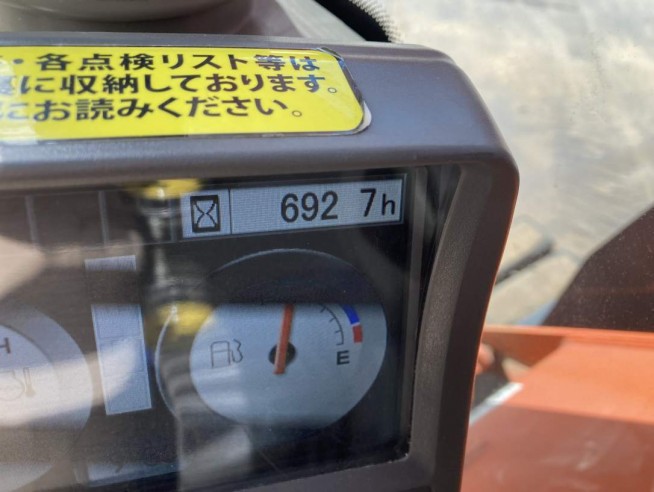 ・各点検リスト等は
に収納しております。
にお読みください。
692 7h
H
E